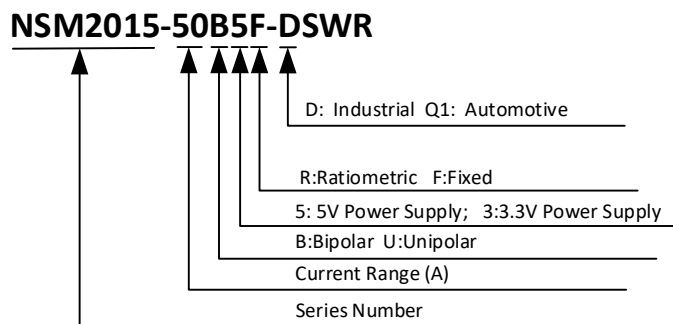 NSM2015-50B5F-DSWR
D: Industrial Q1: Automotive
R:Ratiometric F:Fixed
5: 5V Power Supply; 3:3.3V Power Supply
B:Bipolar U:Unipolar
Current Range (A)
Series Number